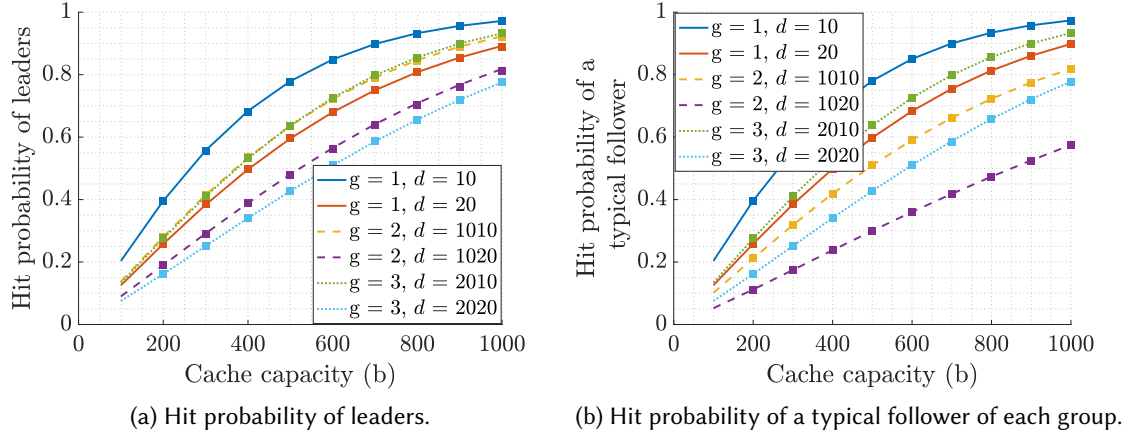 Hit probability of leaders
1
0.8
0.6
0.4
0.2
0
0
200
400
600
800
1000
Cache capacity (b)
g = 1, d = 10
g = 1, d = 20
g = 2, d = 1010
g = 2, d = 1020
g = 3, d = 2010
g = 3, d = 2020
(a) Hit probability of leaders.
Hit probability of a
typical follower
1
0.8
0.6
0.4
0.2
0
0
200
400
600
800
1000
Cache capacity (b)
g = 1, d = 10
g = 1, d = 20
g = 2, d = 1010
g = 2, d = 1020
g = 3, d = 2010
g = 3, d = 2020
(b) Hit probability of a typical follower of each group.